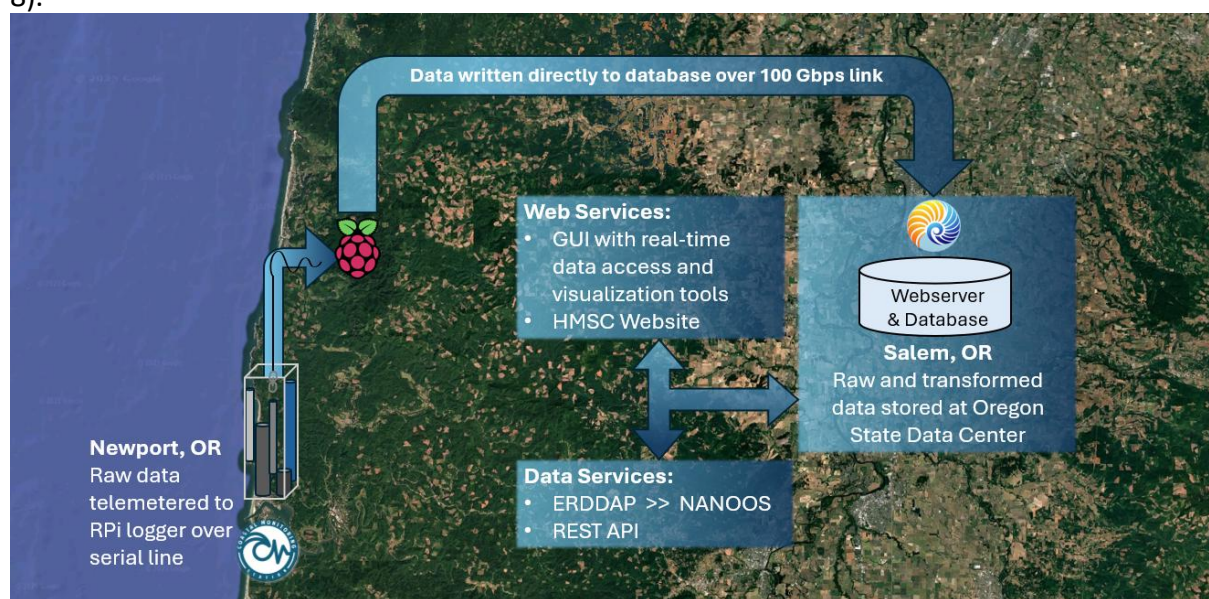 8).
Data written directly to database over 100 Gbps link
Web Services:
• GUI with real-time
data access and
visualization tools
• HMSC Website
Webserver
& Database
Salem, OR
Raw and transformed
data stored at Oregon
State Data Center
Newport, OR
Raw data
telemetered to
RPi logger over
serial line
Data Services:
• ERDDAP >> NANOOS
• REST API